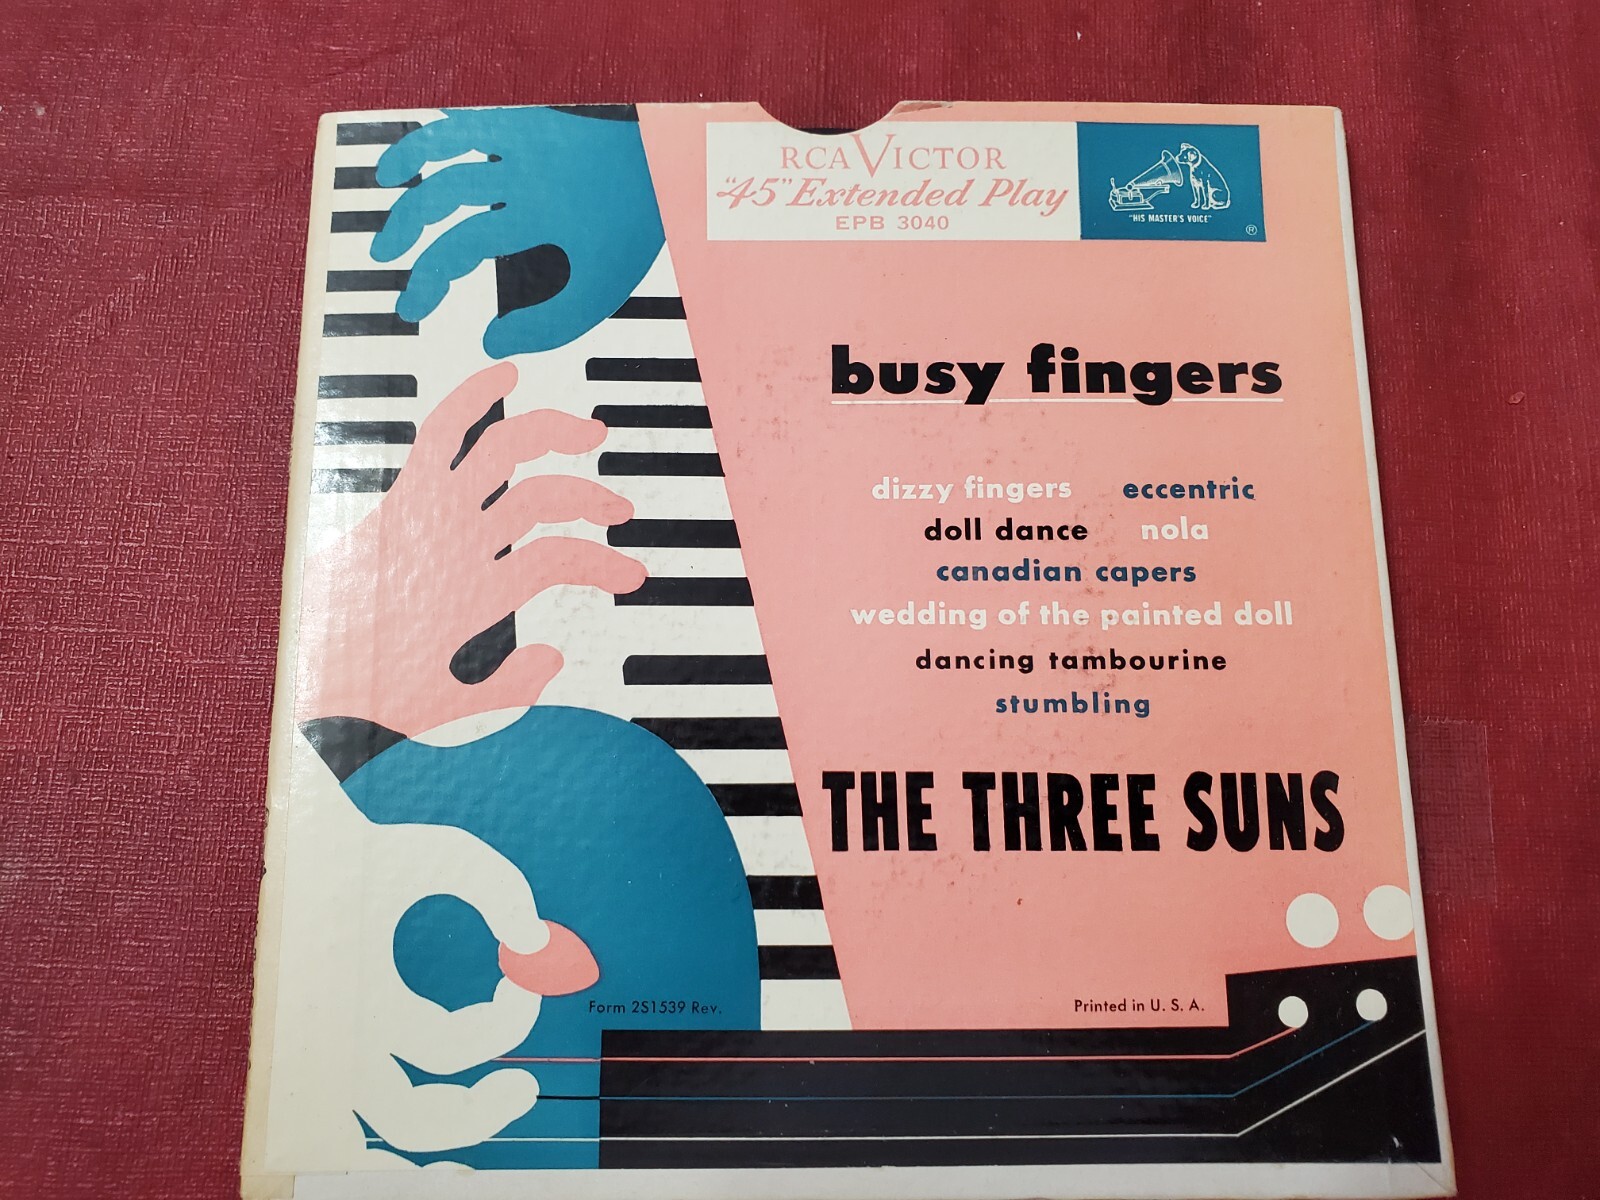 RCA VICTOR
"45" Extended Play
EPB 3040
"HIS MASTER'S VOICE"
®
busy fingers
dizzy fingers eccentric
doll dance nola
canadian capers
wedding of the painted doll
dancing tambourine
stumbling
THE THREE SUNS
Form 2S1539 Rev. Printed in U. S. A.